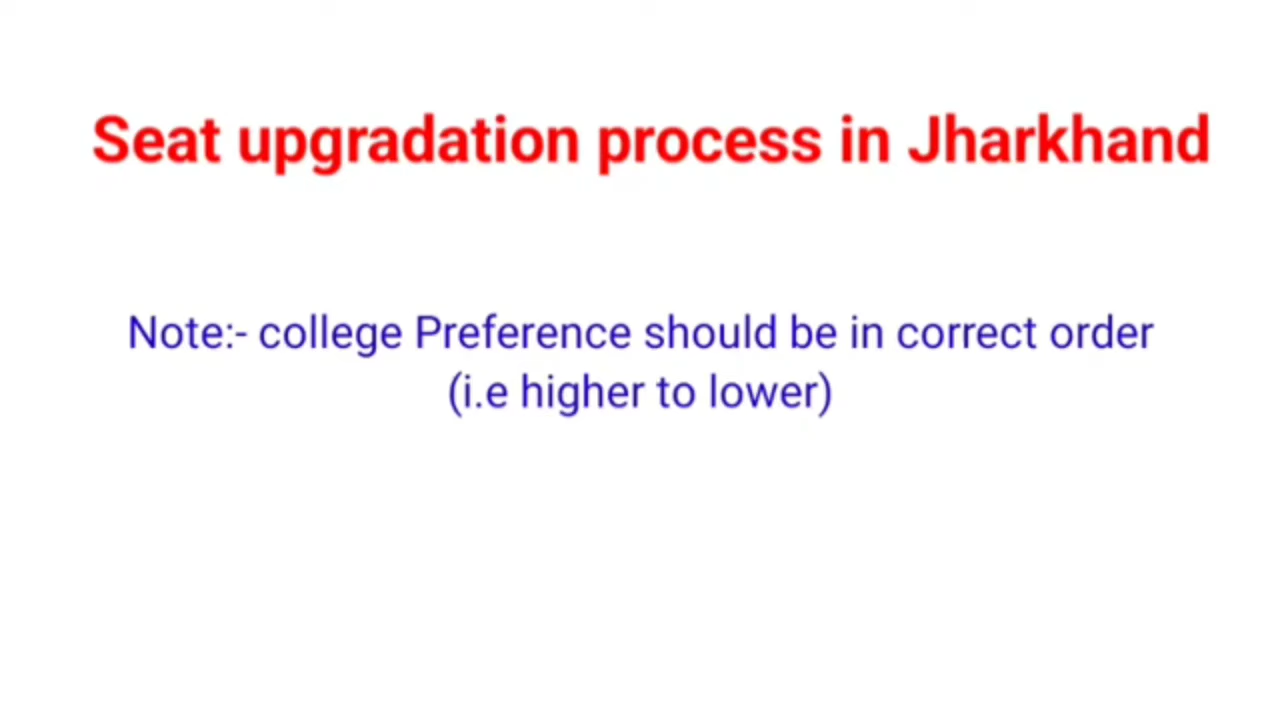 Seat upgradation process in Jharkhand
Note:- college Preference should be in correct order
(i.e higher to lower)